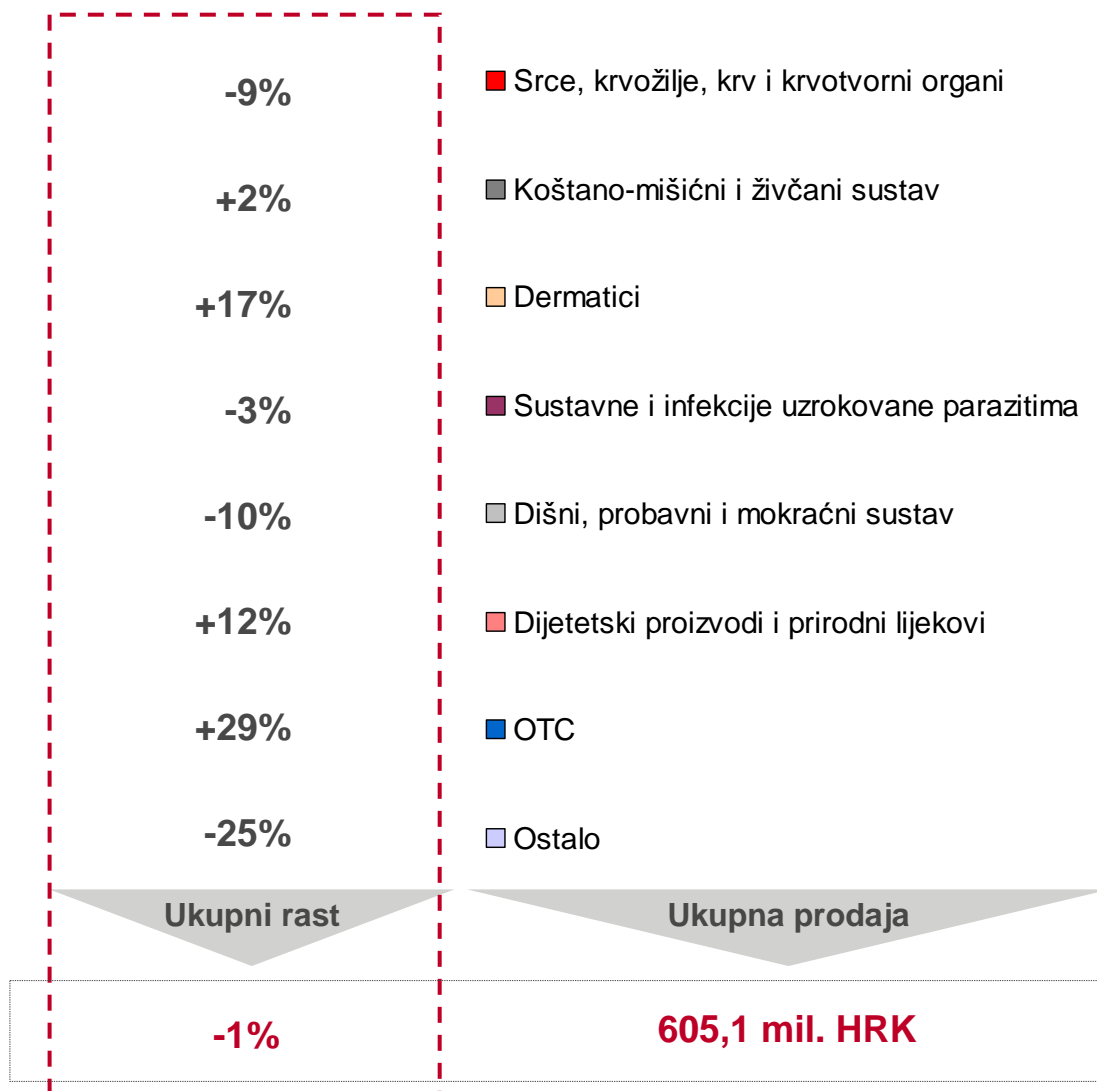 -9% Srce, krvožilje, krv i krvotvorni organi
+2% Koštano-mišićni i živčani sustav
+17% Dermatici
-3% Sustavne i infekcije uzrokovane parazitima
-10% Dišni, probavni i mokraćni sustav
+12% Dijetetski proizvodi i prirodni lijekovi
+29% OTC
-25% Ostalo
Ukupni rast Ukupna prodaja
-1% 605,1 mil. HRK